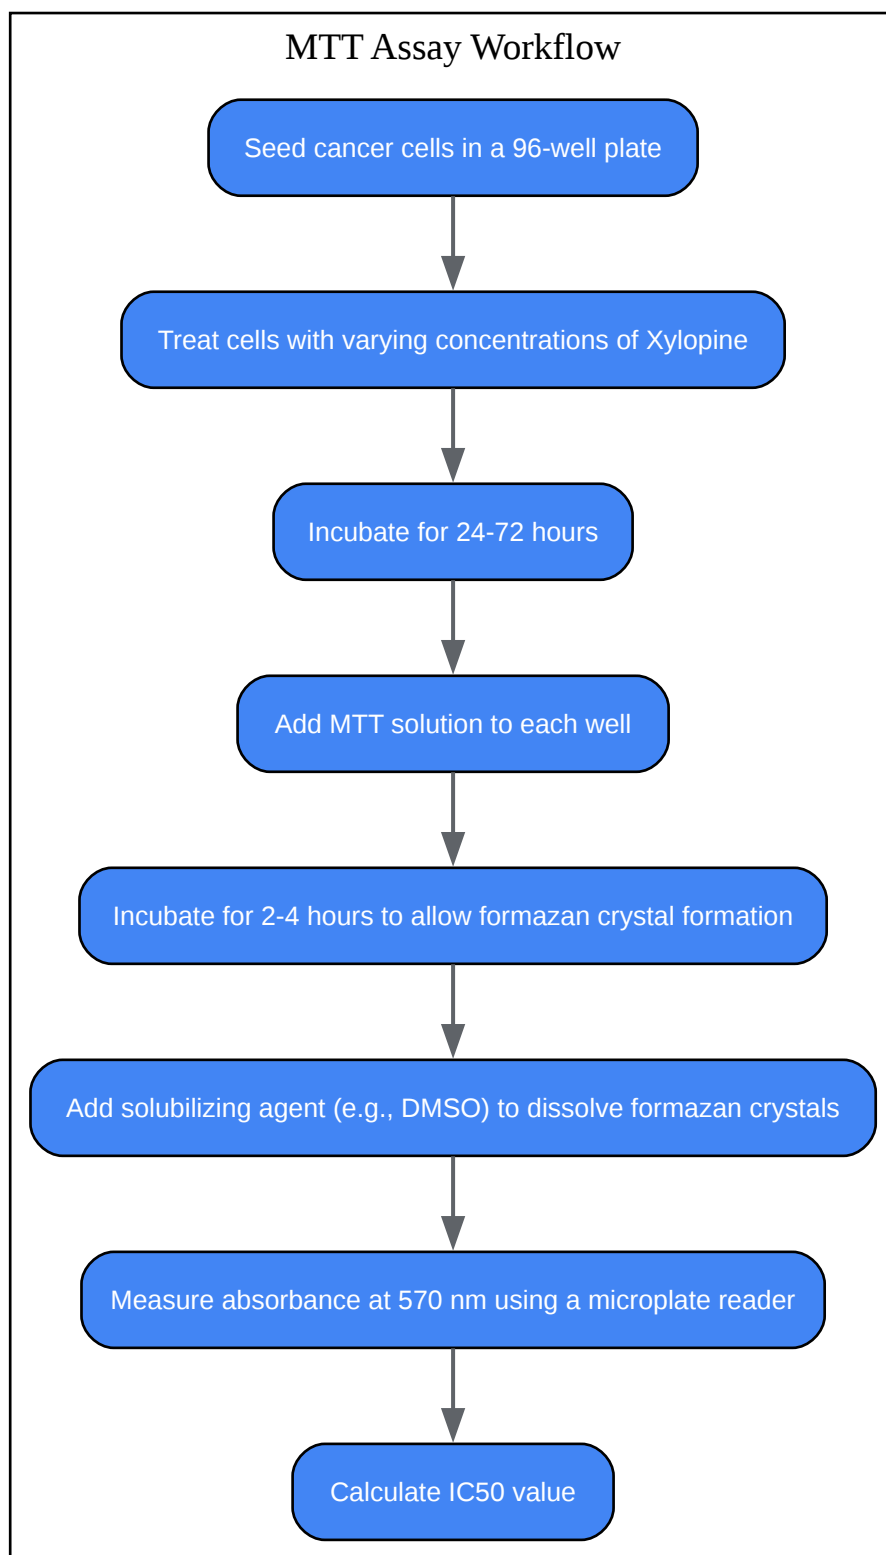 MTT Assay Workflow
Seed cancer cells in a 96-well plate
Treat cells with varying concentrations of Xylopine
Incubate for 24-72 hours
Add MTT solution to each well
Incubate for 2-4 hours to allow formazan crystal formation
Add solubilizing agent (e.g., DMSO) to dissolve formazan crystals
Measure absorbance at 570 nm using a microplate reader
Calculate IC50 value